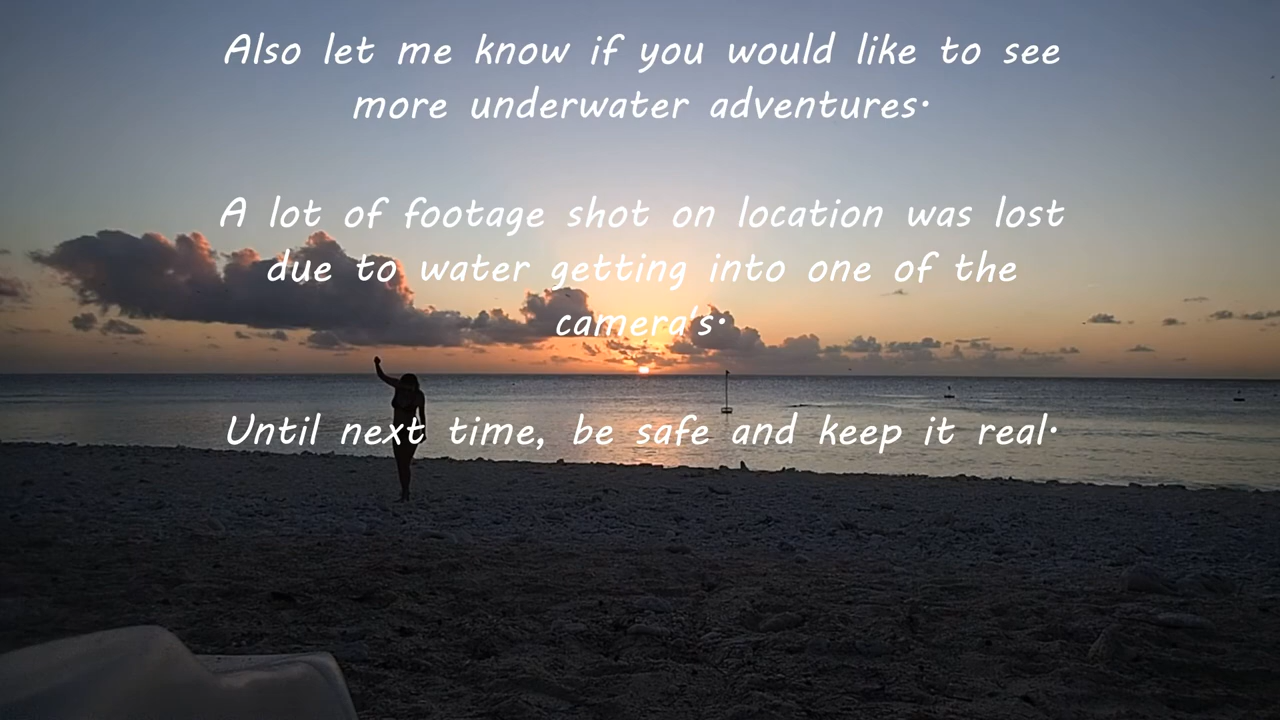 Also let me know if you would like to see
more underwater adventures.
A lot of footage shot on location was lost
due to water getting into one of the
camera's.
Until next time, be safe and keep it real.